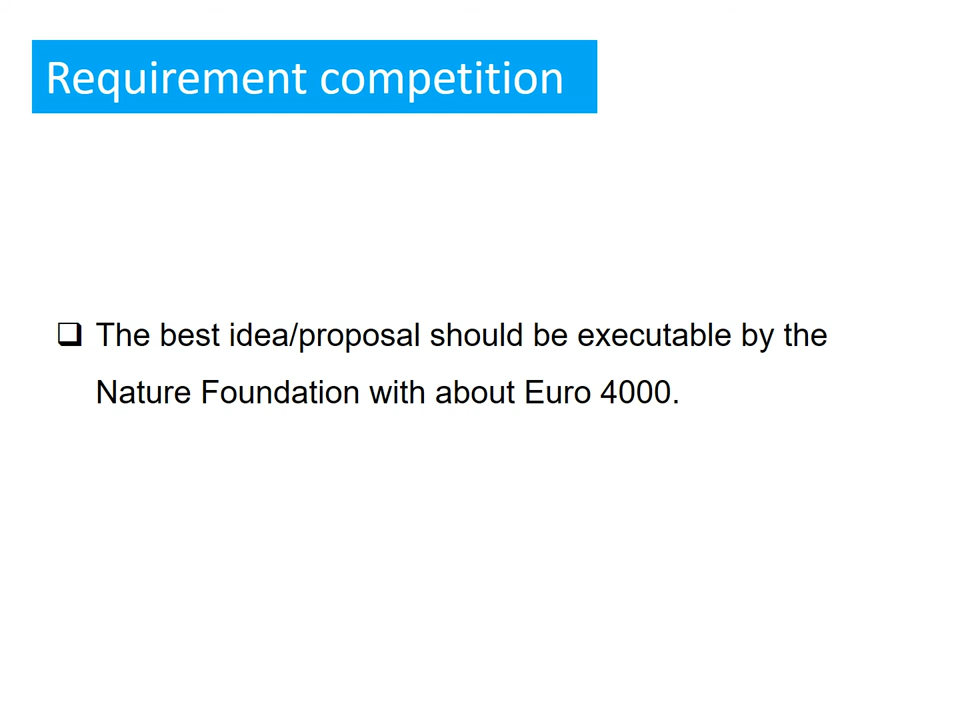 Requirement competition
❑ The best idea/proposal should be executable by the
Nature Foundation with about Euro 4000.